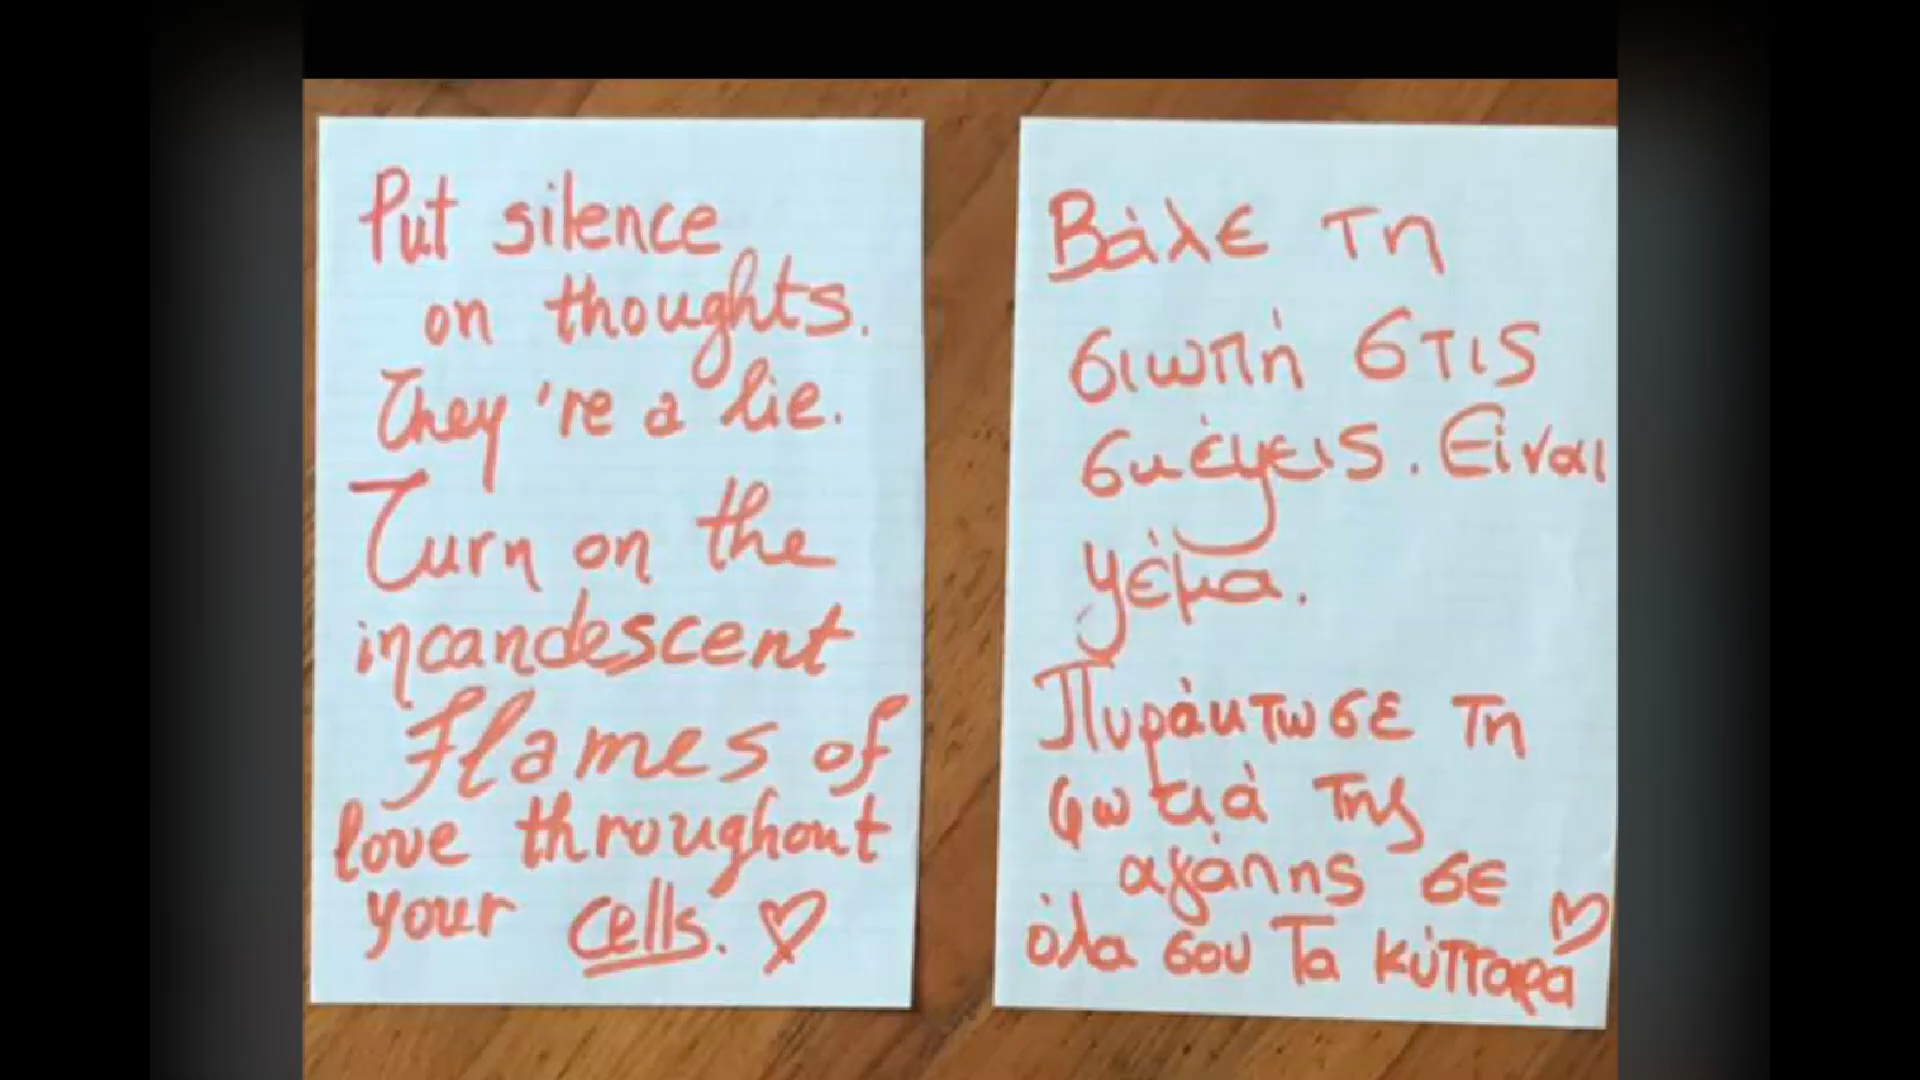 Put silence
on thoughts.
They're a lie.
Turn on the
incandescent
Flames of
love throughout
your cells. ♡
Βάλε τη
σιωπή στις
σκέψεις. Είναι
ψέμα.
Πυράκτωσε τη
φωτιά της
αγάπης σε
όλα σου τα κύτταρα ♡